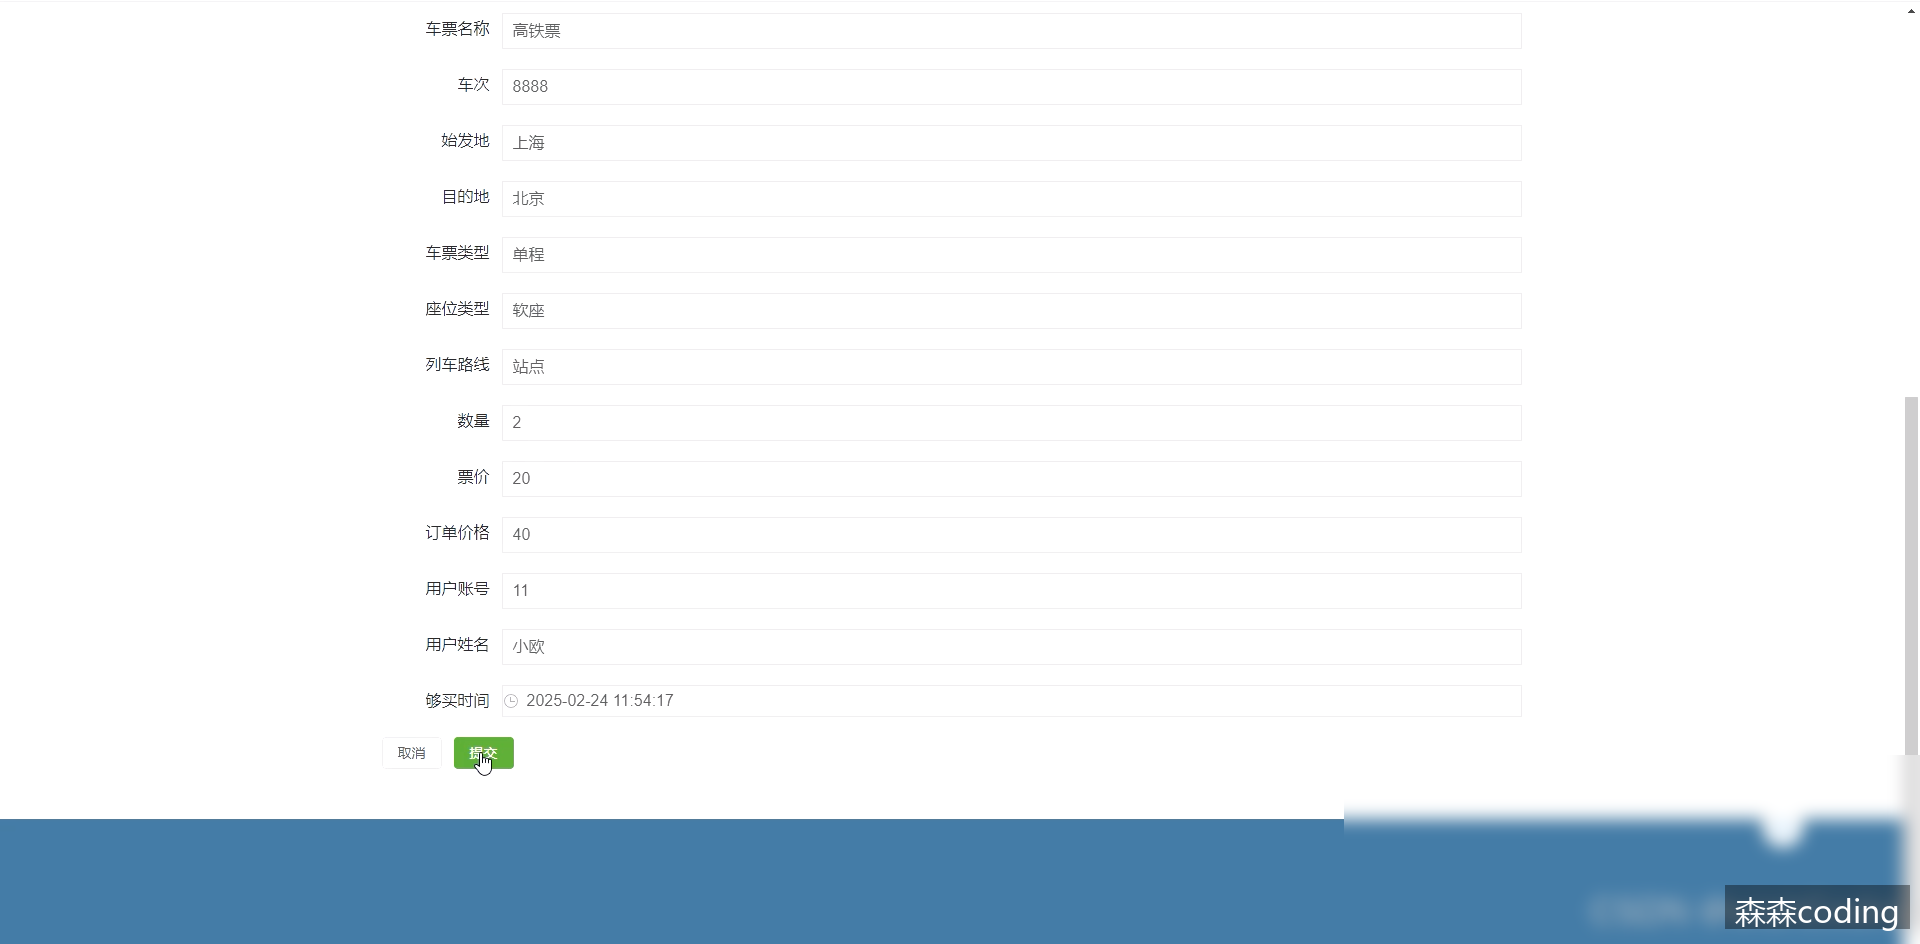 车票名称 高铁票
车次 8888
始发地 上海
目的地 北京
车票类型 单程
座位类型 软座
列车路线 站点
数量 2
票价 20
订单价格 40
用户账号 11
用户姓名 小欧
够买时间 2025-02-24 11:54:17
取消 提交
森森coding